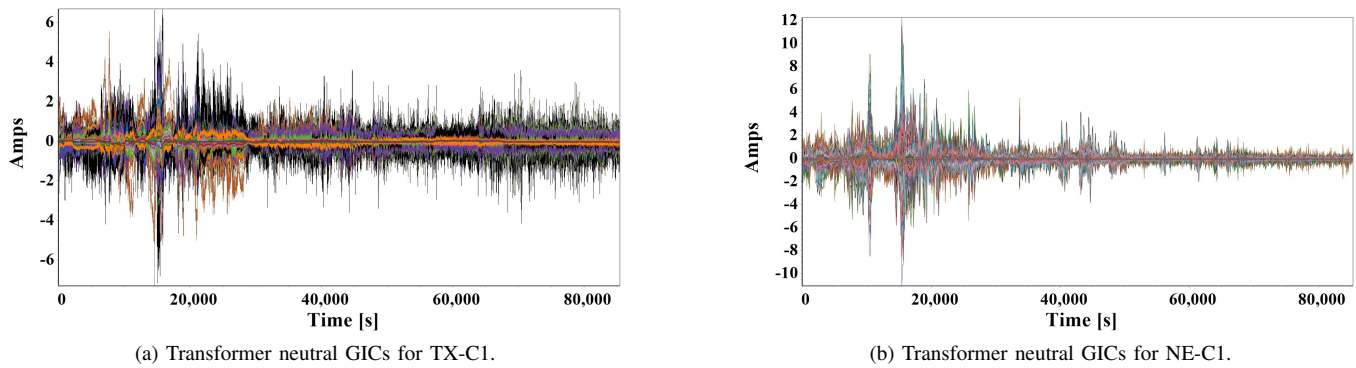 6
4
2
0
-2
-4
-6
Amps
0 20,000 40,000 60,000 80,000
Time [s]
(a) Transformer neutral GICs for TX-C1.
12
10
8
6
4
2
0
-2
-4
-6
-8
-10
Amps
0 20,000 40,000 60,000 80,000
Time [s]
(b) Transformer neutral GICs for NE-C1.